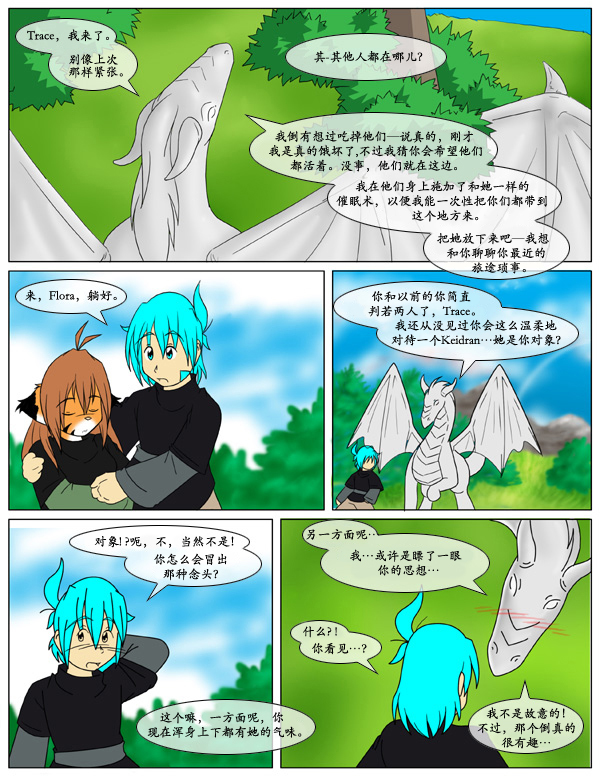 Trace，我来了。
别像上次
那样紧张。
其-其他人都在哪儿？
我倒有想过吃掉他们—说真的，刚才
我是真的饿坏了,不过我猜你会希望他们
都活着。没事，他们就在这边。
我在他们身上施加了和她一样的
催眠术，以便我能一次性把你们都带到
这个地方来。
把她放下来吧—我想
和你聊聊你最近的
旅途琐事。
来，Flora，躺好。
你和以前的你简直
判若两人了，Trace。
我还从没见过你会这么温柔地
对待一个Keidran…她是你对象？
对象!?呃，不，当然不是！
你怎么会冒出
那种念头？
这个嘛，一方面呢，你
现在浑身上下都有她的气味。
另一方面呢…
我…或许是瞟了一眼
你的思想…
什么？！
你看见…？
我不是故意的！
不过，那个倒真的
很有趣…